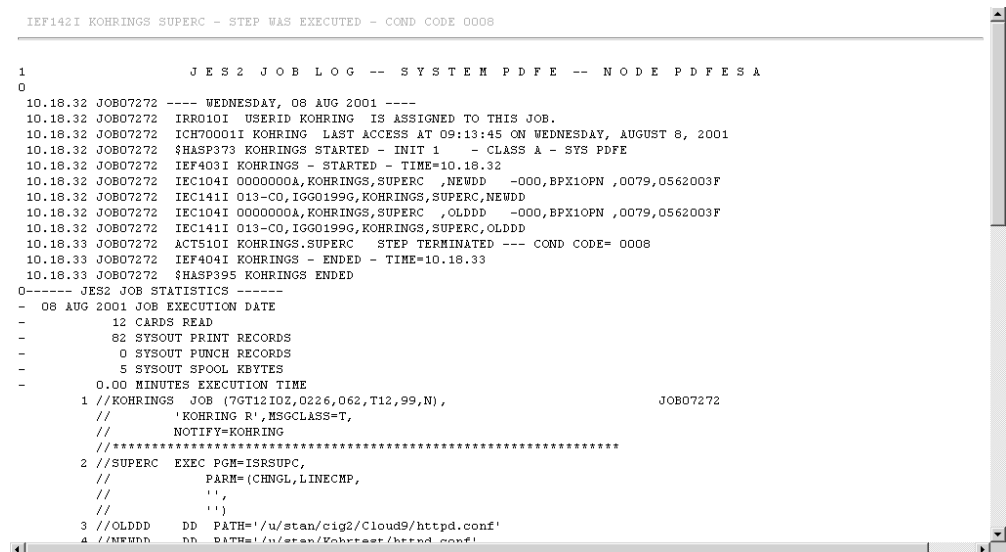 IEF142I KOHRINGS SUPERC - STEP WAS EXECUTED - COND CODE 0008
1 J E S 2 J O B L O G -- S Y S T E M P D F E -- N O D E P D F E S A
0
10.18.32 JOB07272 ---- WEDNESDAY, 08 AUG 2001 ----
10.18.32 JOB07272 IRR010I USERID KOHRING IS ASSIGNED TO THIS JOB.
10.18.32 JOB07272 ICH70001I KOHRING LAST ACCESS AT 09:13:45 ON WEDNESDAY, AUGUST 8, 2001
10.18.32 JOB07272 $HASP373 KOHRINGS STARTED - INIT 1 - CLASS A - SYS PDFE
10.18.32 JOB07272 IEF403I KOHRINGS - STARTED - TIME=10.18.32
10.18.32 JOB07272 IEC104I 0000000A,KOHRINGS,SUPERC ,NEWDD -000,BPX1OPN ,0079,0562003F
10.18.32 JOB07272 IEC141I 013-C0,IGG0199G,KOHRINGS,SUPERC,NEWDD
10.18.32 JOB07272 IEC104I 0000000A,KOHRINGS,SUPERC ,OLDDD -000,BPX1OPN ,0079,0562003F
10.18.32 JOB07272 IEC141I 013-C0,IGG0199G,KOHRINGS,SUPERC,OLDDD
10.18.33 JOB07272 ACT510I KOHRINGS.SUPERC STEP TERMINATED --- COND CODE= 0008
10.18.33 JOB07272 IEF404I KOHRINGS - ENDED - TIME=10.18.33
10.18.33 JOB07272 $HASP395 KOHRINGS ENDED
0------ JES2 JOB STATISTICS ------
- 08 AUG 2001 JOB EXECUTION DATE
- 12 CARDS READ
- 82 SYSOUT PRINT RECORDS
- 0 SYSOUT PUNCH RECORDS
- 5 SYSOUT SPOOL KBYTES
- 0.00 MINUTES EXECUTION TIME
1 //KOHRINGS JOB (7GT12IOZ,0226,062,T12,99,N), JOB07272
// 'KOHRING R',MSGCLASS=T,
// NOTIFY=KOHRING
//*****************************************************************
2 //SUPERC EXEC PGM=ISRSUPC,
// PARM=(CHNGL,LINECMP,
// '',
// '')
3 //OLDDD DD PATH='/u/stan/cig2/Cloud9/httpd.conf'
4 //NEWDD DD PATH='/u/stan/Kohrtest/httpd.conf'